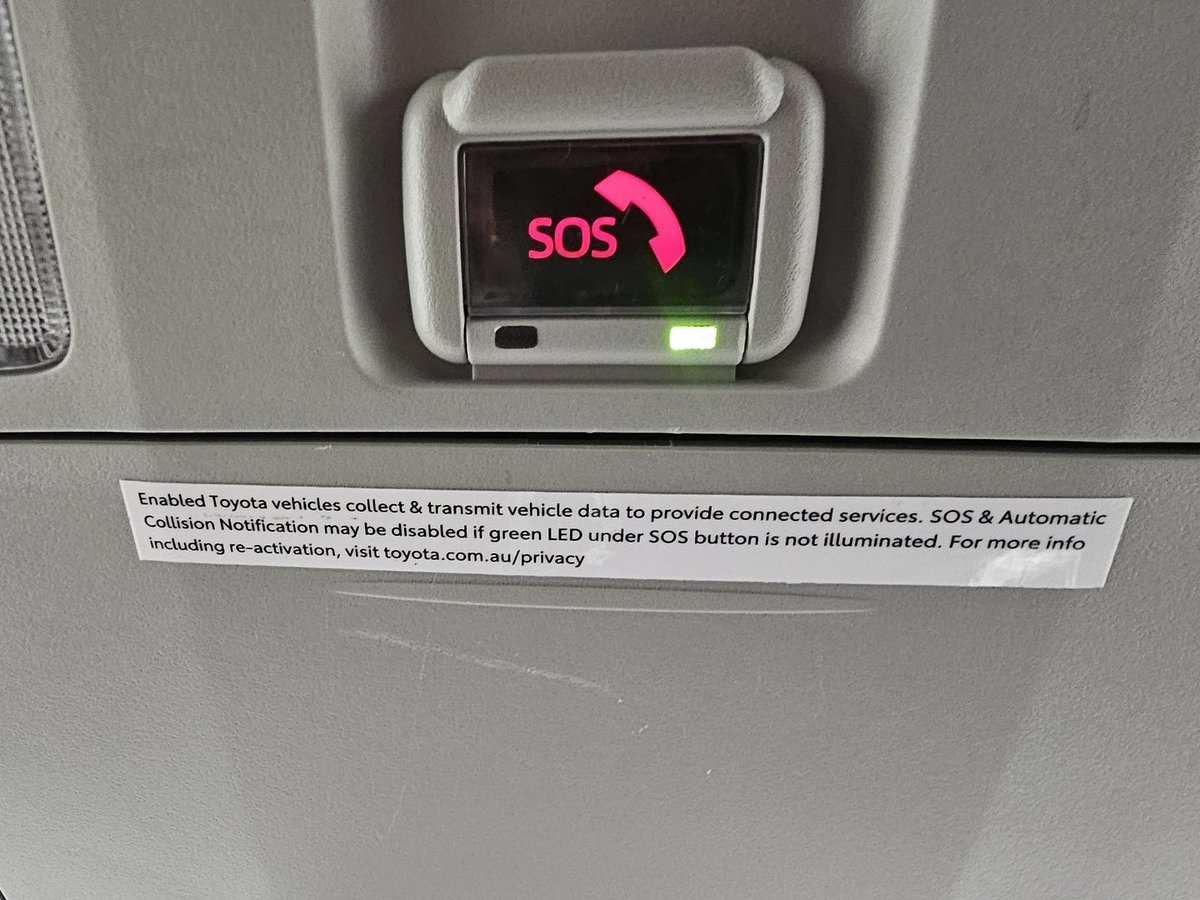 SOS
Enabled Toyota vehicles collect & transmit vehicle data to provide connected services. SOS & Automatic
Collision Notification may be disabled if green LED under SOS button is not illuminated. For more info
including re-activation, visit toyota.com.au/privacy